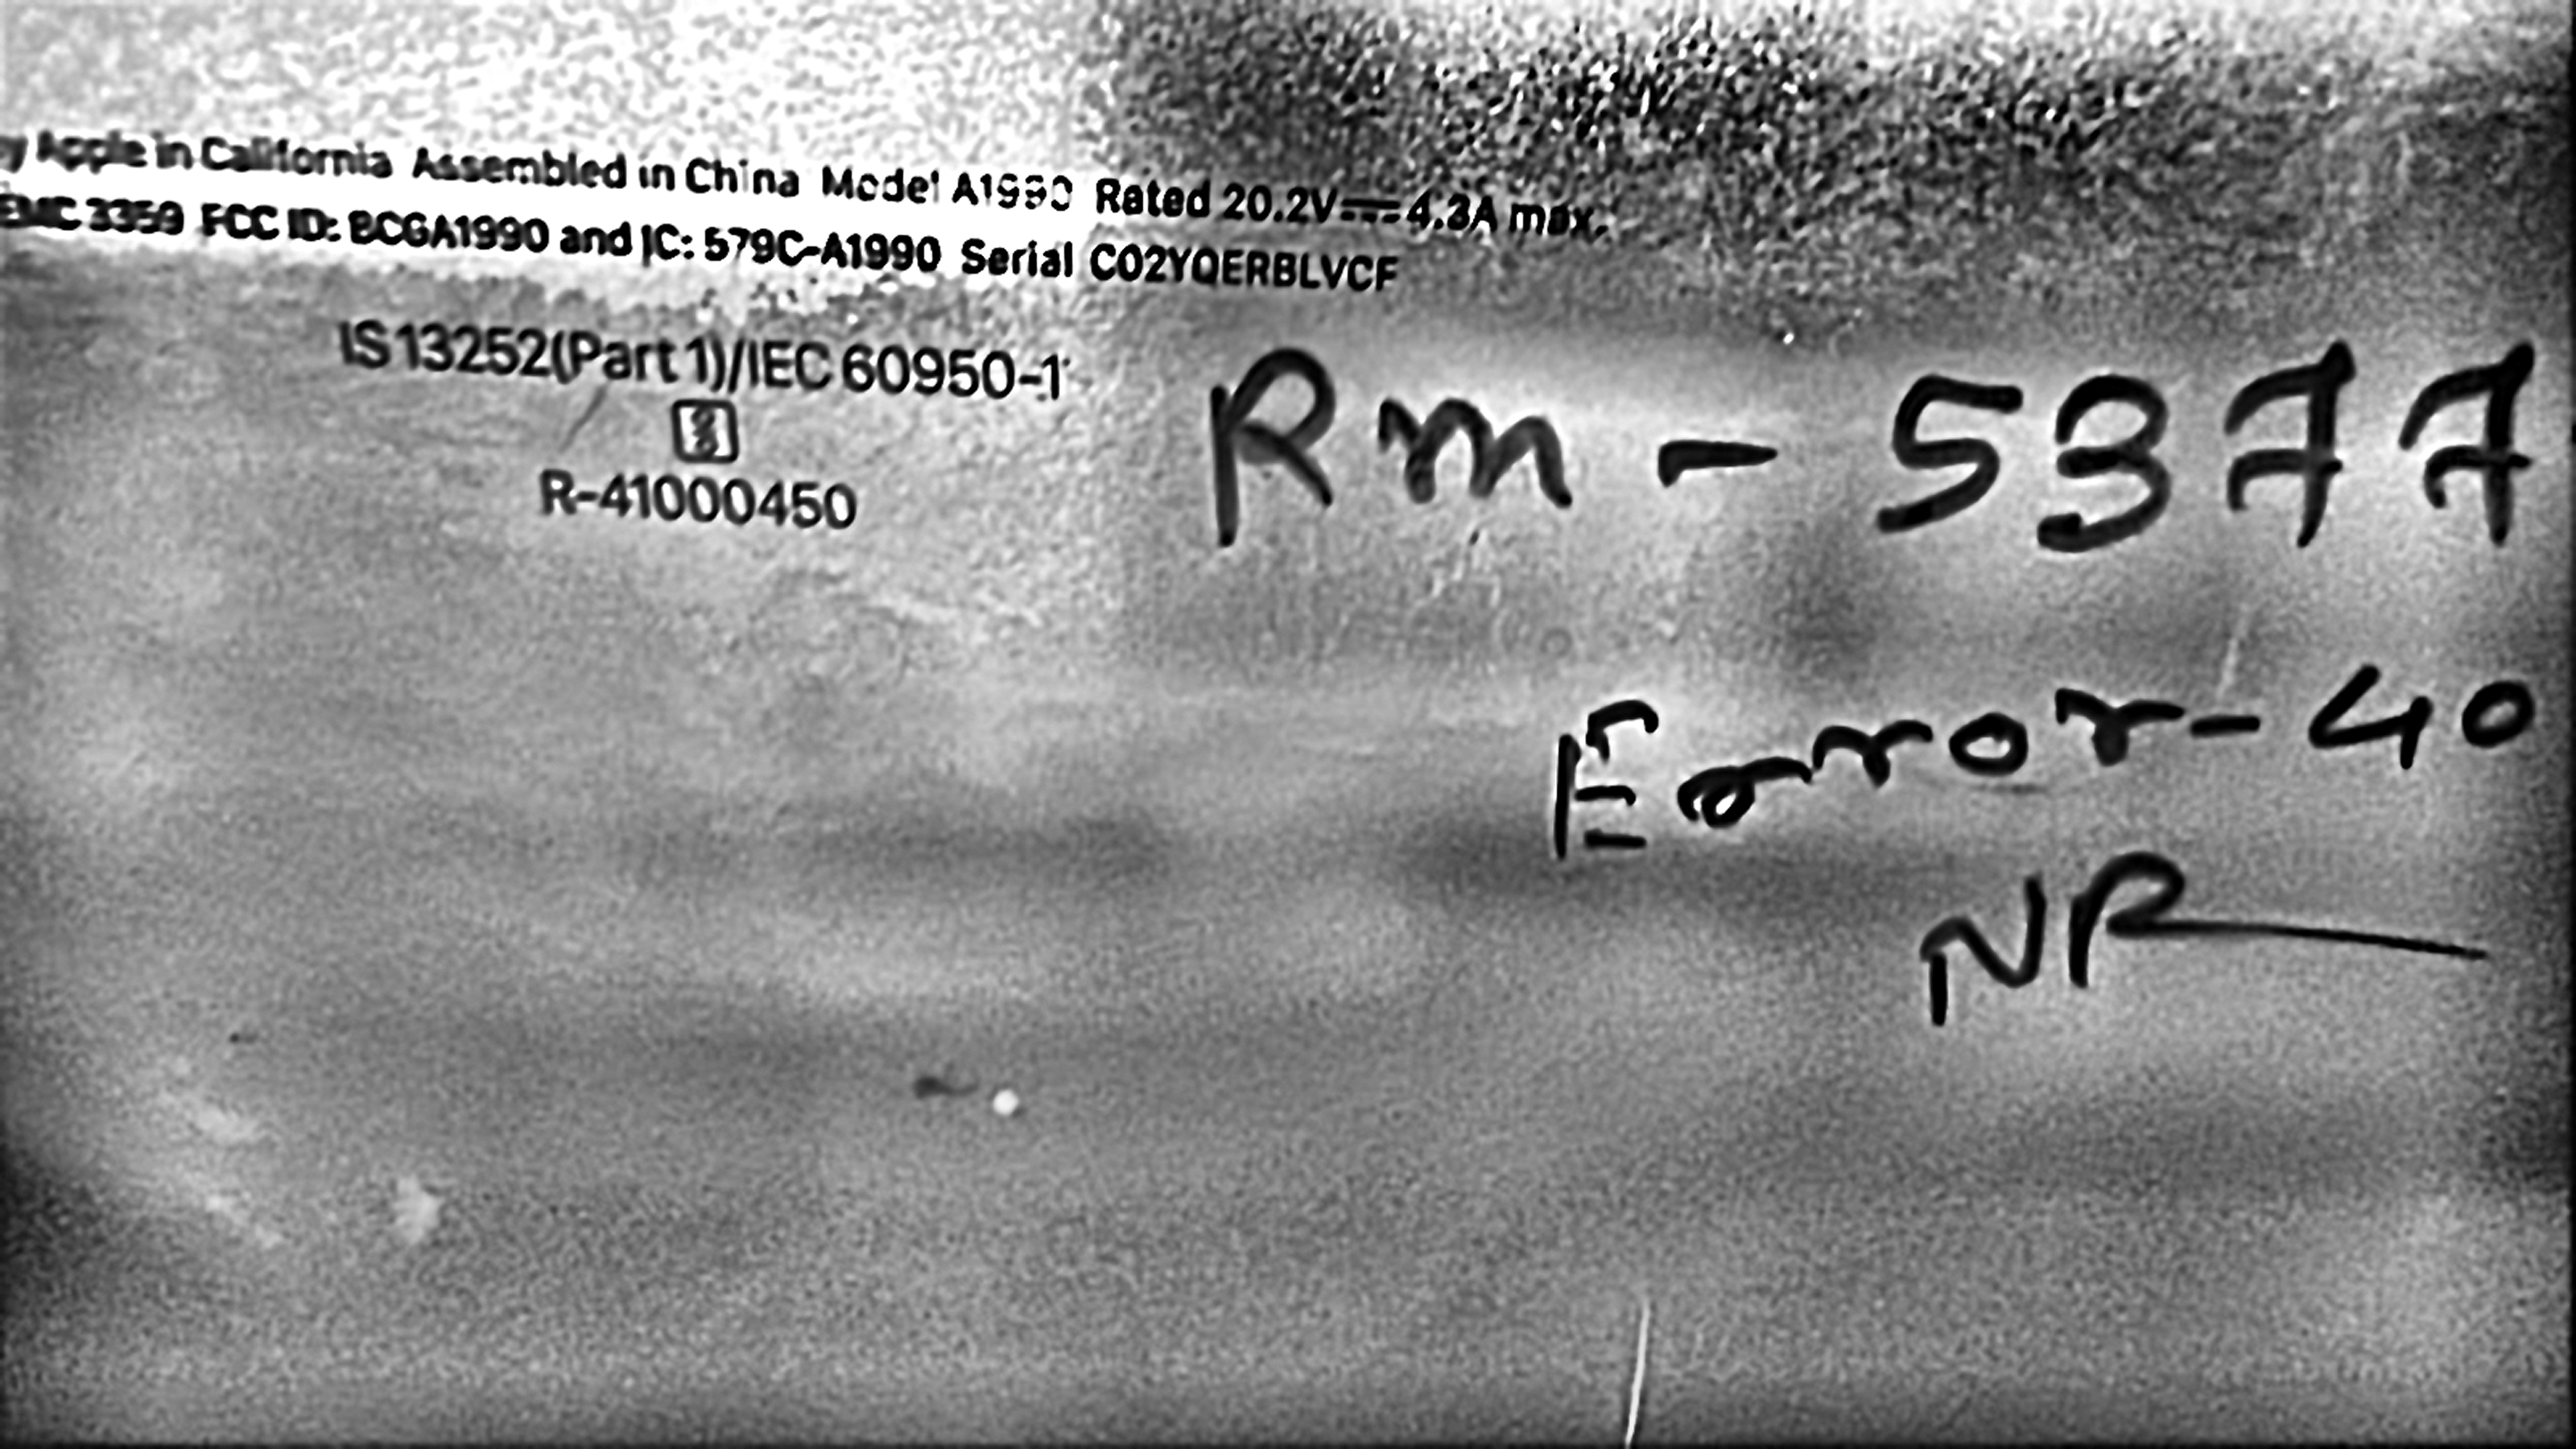 by Apple in California Assembled in China Model A1990 Rated 20.2V⎓4.3A max.
EMC 3359 FCC ID: BCGA1990 and IC: 579C-A1990 Serial C02YQERBLVCF
IS 13252(Part 1)/IEC 60950-1
R-41000450
Rm - 5377
Error - 40
NR